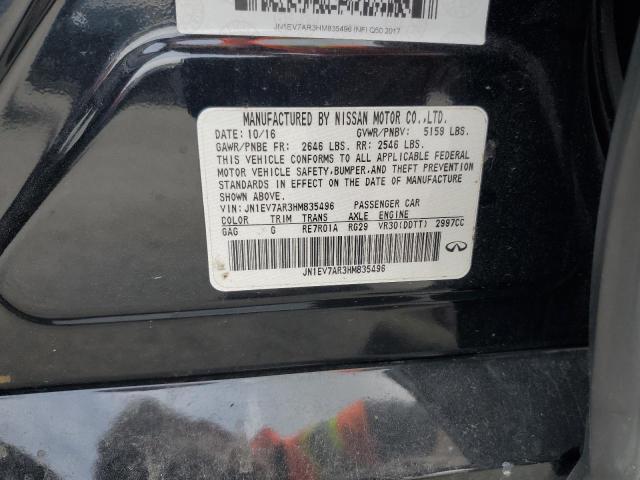 JN1EV7AR3HM835496 INFI Q50 2017
MANUFACTURED BY NISSAN MOTOR CO.,LTD.
DATE: 10/16 GVWR/PNBV: 5159 LBS.
GAWR/PNBE FR: 2646 LBS. RR: 2546 LBS.
THIS VEHICLE CONFORMS TO ALL APPLICABLE FEDERAL
MOTOR VEHICLE SAFETY,BUMPER,AND THEFT PREVENTION
STANDARDS IN EFFECT ON THE DATE OF MANUFACTURE
SHOWN ABOVE.
VIN: JN1EV7AR3HM835496 PASSENGER CAR
COLOR TRIM TRANS AXLE ENGINE
GAG G RE7R01A RG29 VR30(DDTT) 2997CC
JN1EV7AR3HM835496